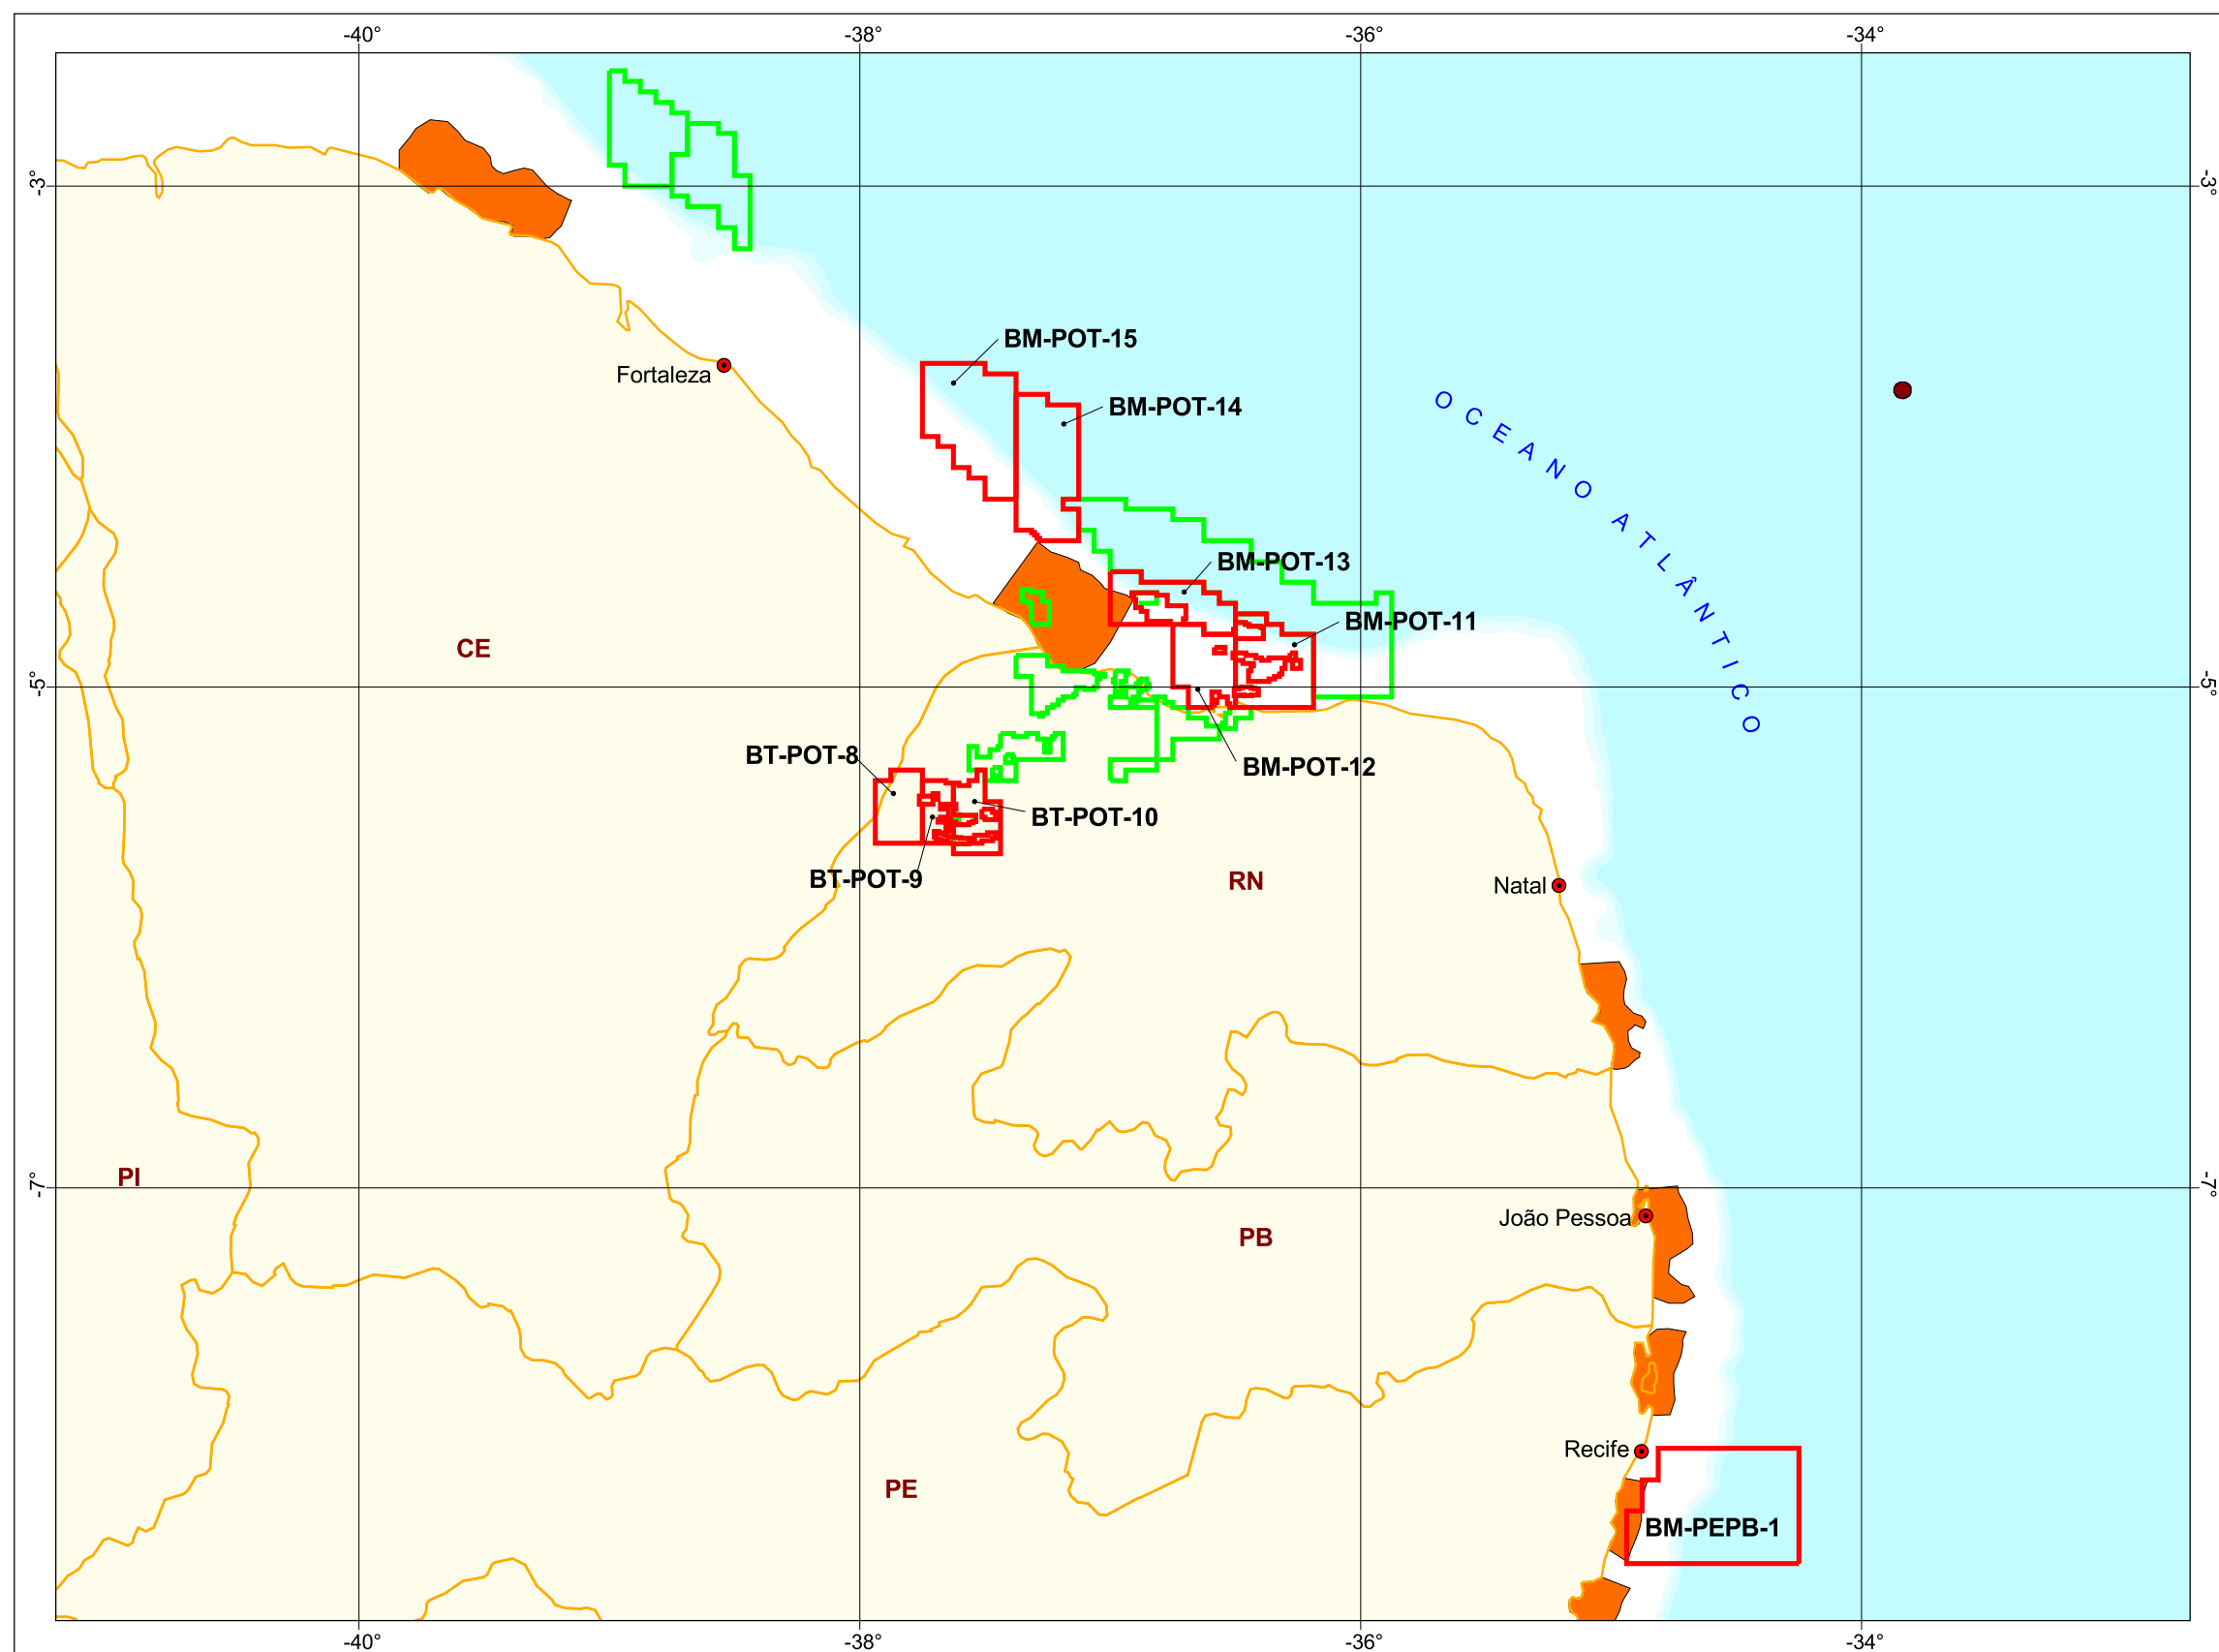 -40°
-38°
-36°
-34°
-3°
-3°
BM-POT-15
Fortaleza
BM-POT-14
OCEANO ATLÂNTICO
BM-POT-13
BM-POT-11
CE
-5°
-5°
BT-POT-8
BM-POT-12
BT-POT-10
BT-POT-9
RN
Natal
PI
-7°
-7°
João Pessoa
PB
Recife
PE
BM-PEPB-1
-40°
-38°
-36°
-34°